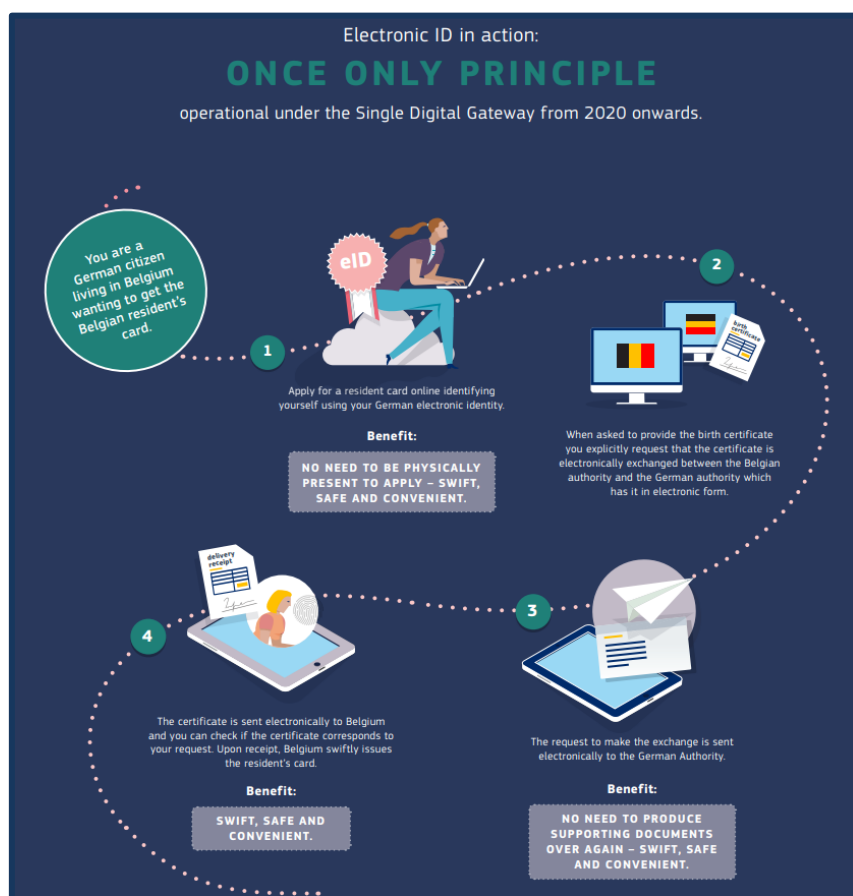 Electronic ID in action:
ONCE ONLY PRINCIPLE
operational under the Single Digital Gateway from 2020 onwards.
You are a
German citizen
living in Belgium
wanting to get the
Belgian resident's
card.
1
eID
Apply for a resident card online identifying
yourself using your German electronic identity.
Benefit:
NO NEED TO BE PHYSICALLY
PRESENT TO APPLY – SWIFT,
SAFE AND CONVENIENT.
2
birth
certificate
When asked to provide the birth certificate
you explicitly request that the certificate is
electronically exchanged between the Belgian
authority and the German authority which
has it in electronic form.
3
The request to make the exchange is sent
electronically to the German Authority.
Benefit:
NO NEED TO PRODUCE
SUPPORTING DOCUMENTS
OVER AGAIN – SWIFT, SAFE
AND CONVENIENT.
4
delivery
receipt
The certificate is sent electronically to Belgium
and you can check if the certificate corresponds to
your request. Upon receipt, Belgium swiftly issues
the resident's card.
Benefit:
SWIFT, SAFE AND
CONVENIENT.